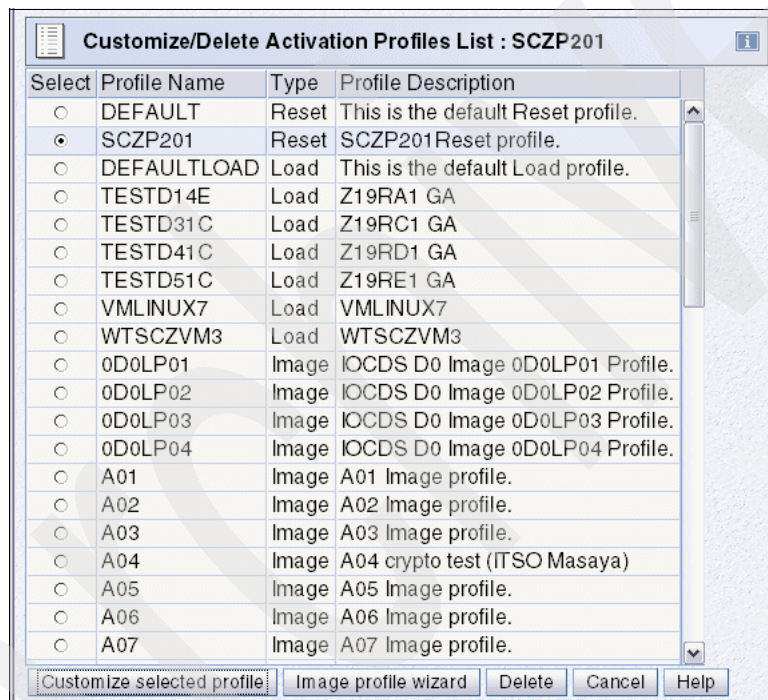 Customize/Delete Activation Profiles List : SCZP201
Select Profile Name Type Profile Description
DEFAULT Reset This is the default Reset profile.
SCZP201 Reset SCZP201Reset profile.
DEFAULTLOAD Load This is the default Load profile.
TESTD14E Load Z19RA1 GA
TESTD31C Load Z19RC1 GA
TESTD41C Load Z19RD1 GA
TESTD51C Load Z19RE1 GA
VMLINUX7 Load VMLINUX7
WTSCZVM3 Load WTSCZVM3
0D0LP01 Image IOCDS D0 Image 0D0LP01 Profile.
0D0LP02 Image IOCDS D0 Image 0D0LP02 Profile.
0D0LP03 Image IOCDS D0 Image 0D0LP03 Profile.
0D0LP04 Image IOCDS D0 Image 0D0LP04 Profile.
A01 Image A01 Image profile.
A02 Image A02 Image profile.
A03 Image A03 Image profile.
A04 Image A04 crypto test (ITSO Masaya)
A05 Image A05 Image profile.
A06 Image A06 Image profile.
A07 Image A07 Image profile.
Customize selected profile Image profile wizard Delete Cancel Help